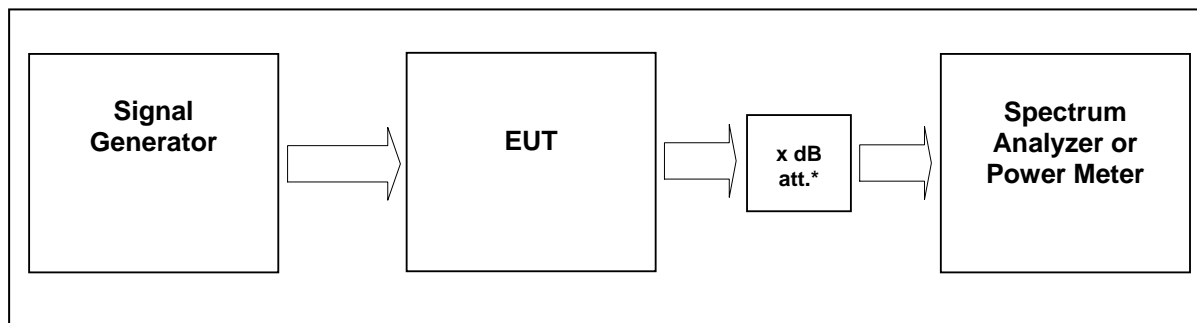 Signal
Generator
EUT
x dB
att.*
Spectrum
Analyzer or
Power Meter